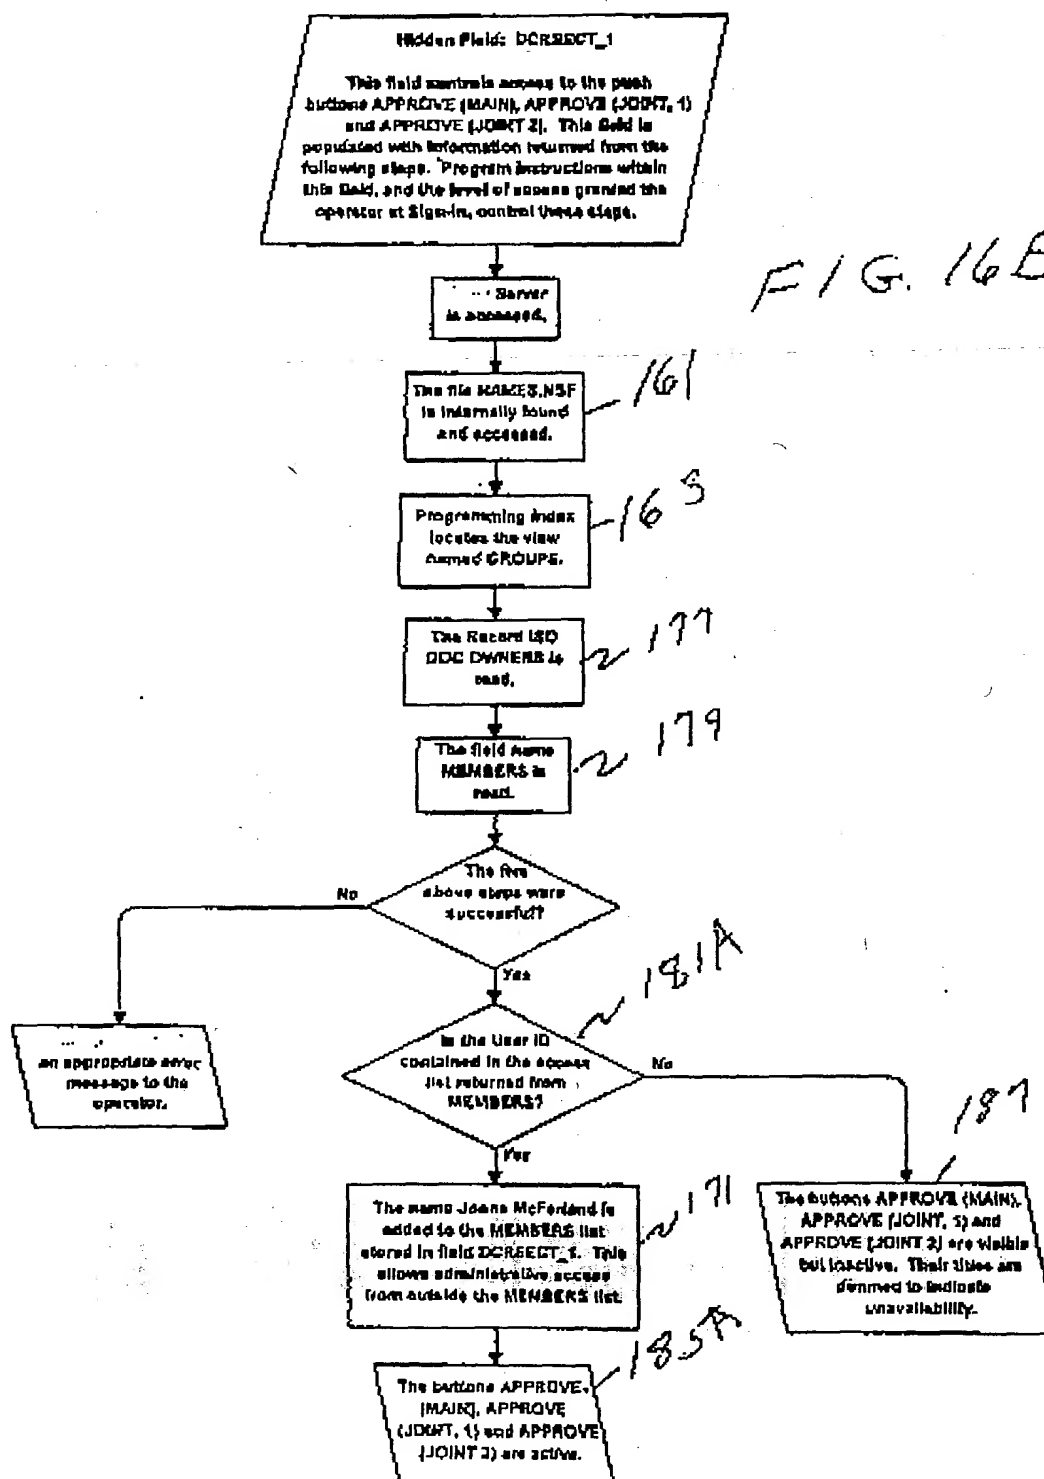 Hidden Field: DCRSECT_1
This field controls access to the push
buttons APPROVE (MAIN), APPROVE (JOINT, 1)
and APPROVE (JOINT 2). This field is
populated with information returned from the
following steps. Program instructions within
this field, and the level of access granted the
operator at Sign-in, control these steps.
FIG. 16B
Server
is accessed.
The file NAMES.NSF
is internally found
and accessed.
161
Programming index
locates the view
named GROUPS.
The Record ISO
DOC OWNERS is
read.
177
The field name
MEMBERS is
read.
179
The five
above steps were
successful?
No
Yes
181A
an appropriate error
message to the
operator.
Is the User ID
contained in the access
list returned from
MEMBERS?
No
Yes
187
The name Joane McFarland is
added to the MEMBERS list
stored in field DCRSECT_1. This
allows administrative access
from outside the MEMBERS list.
171
The buttons APPROVE (MAIN),
APPROVE (JOINT, 1) and
APPROVE (JOINT 2) are visible
but inactive. Their titles are
dimmed to indicate
unavailability.
185A
The buttons APPROVE,
(MAIN), APPROVE
(JOINT, 1) and APPROVE
(JOINT 2) are active.